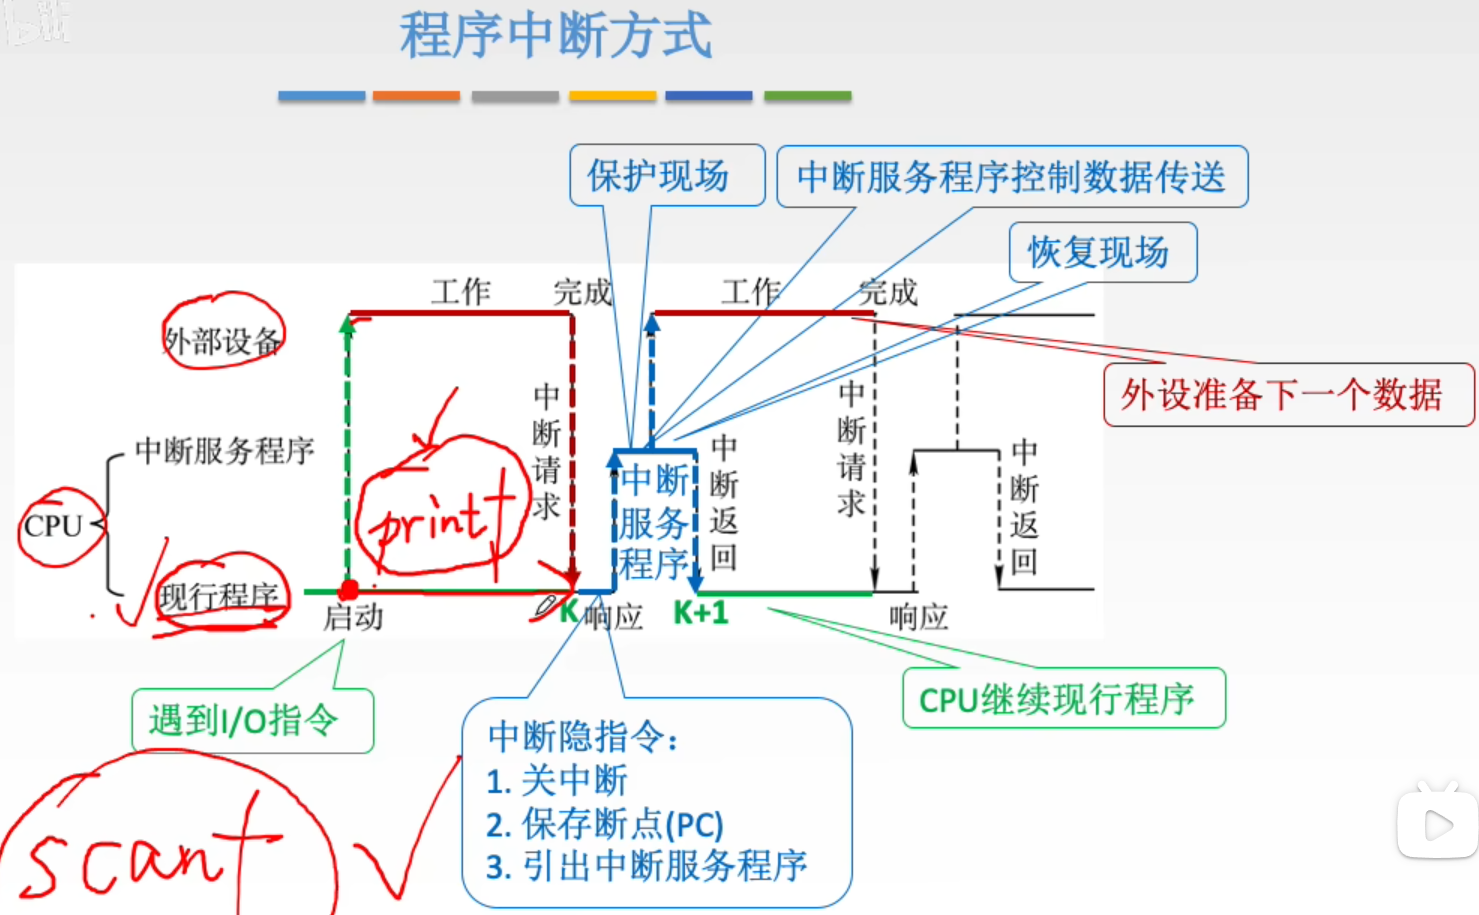 bili
程序中断方式
保护现场
中断服务程序控制数据传送
恢复现场
工作
完成
工作
完成
外部设备
外设准备下一个数据
中断请求
中断请求
中断服务程序
中断服务程序
中断返回
中断返回
printf
CPU
现行程序
启动
K
响应
K+1
响应
遇到I/O指令
CPU继续现行程序
中断隐指令：
1. 关中断
2. 保存断点(PC)
3. 引出中断服务程序
scanf